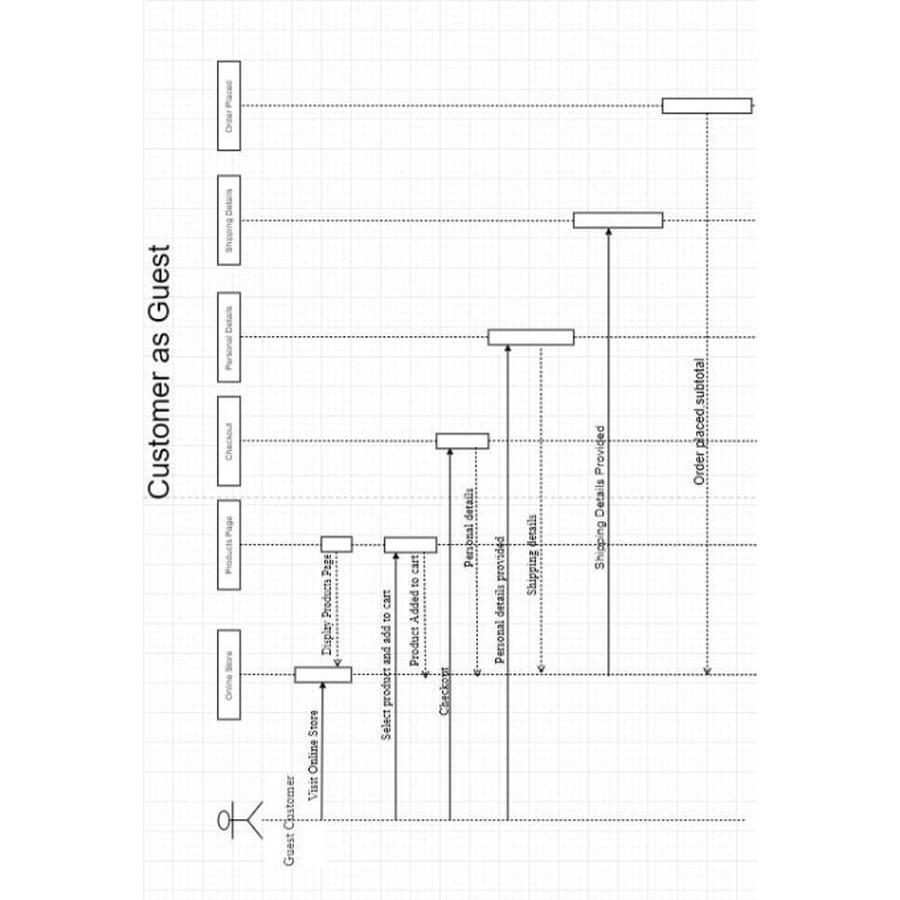 Customer as Guest
Online Store
Products Page
Checkout
Personal Details
Shipping Details
Order Placed
Guest Customer
Visit Online Store
Display Products Page
Select product and add to cart
Product Added to cart
Checkout
Personal details
Personal details provided
Shipping details
Shipping Details Provided
Order placed.subtotal